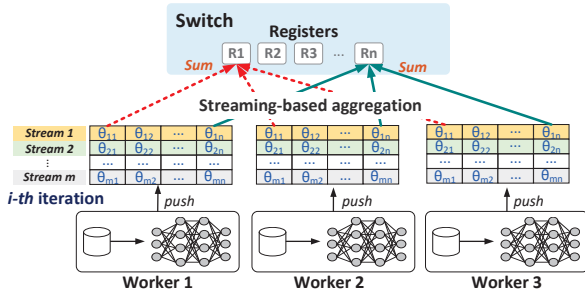 Switch
Registers
R1 R2 R3 ... Rn
Sum Sum
Streaming-based aggregation
Stream 1 θ11 θ12 ... θ1n θ11 θ12 ... θ1n θ11 θ12 ... θ1n
Stream 2 θ21 θ22 ... θ2n θ21 θ22 ... θ2n θ21 θ22 ... θ2n
⋮ ... ... ... ... ... ... ... ... ... ... ... ...
Stream m θm1 θm2 ... θmn θm1 θm2 ... θmn θm1 θm2 ... θmn
i-th iteration push push push
Worker 1 Worker 2 Worker 3